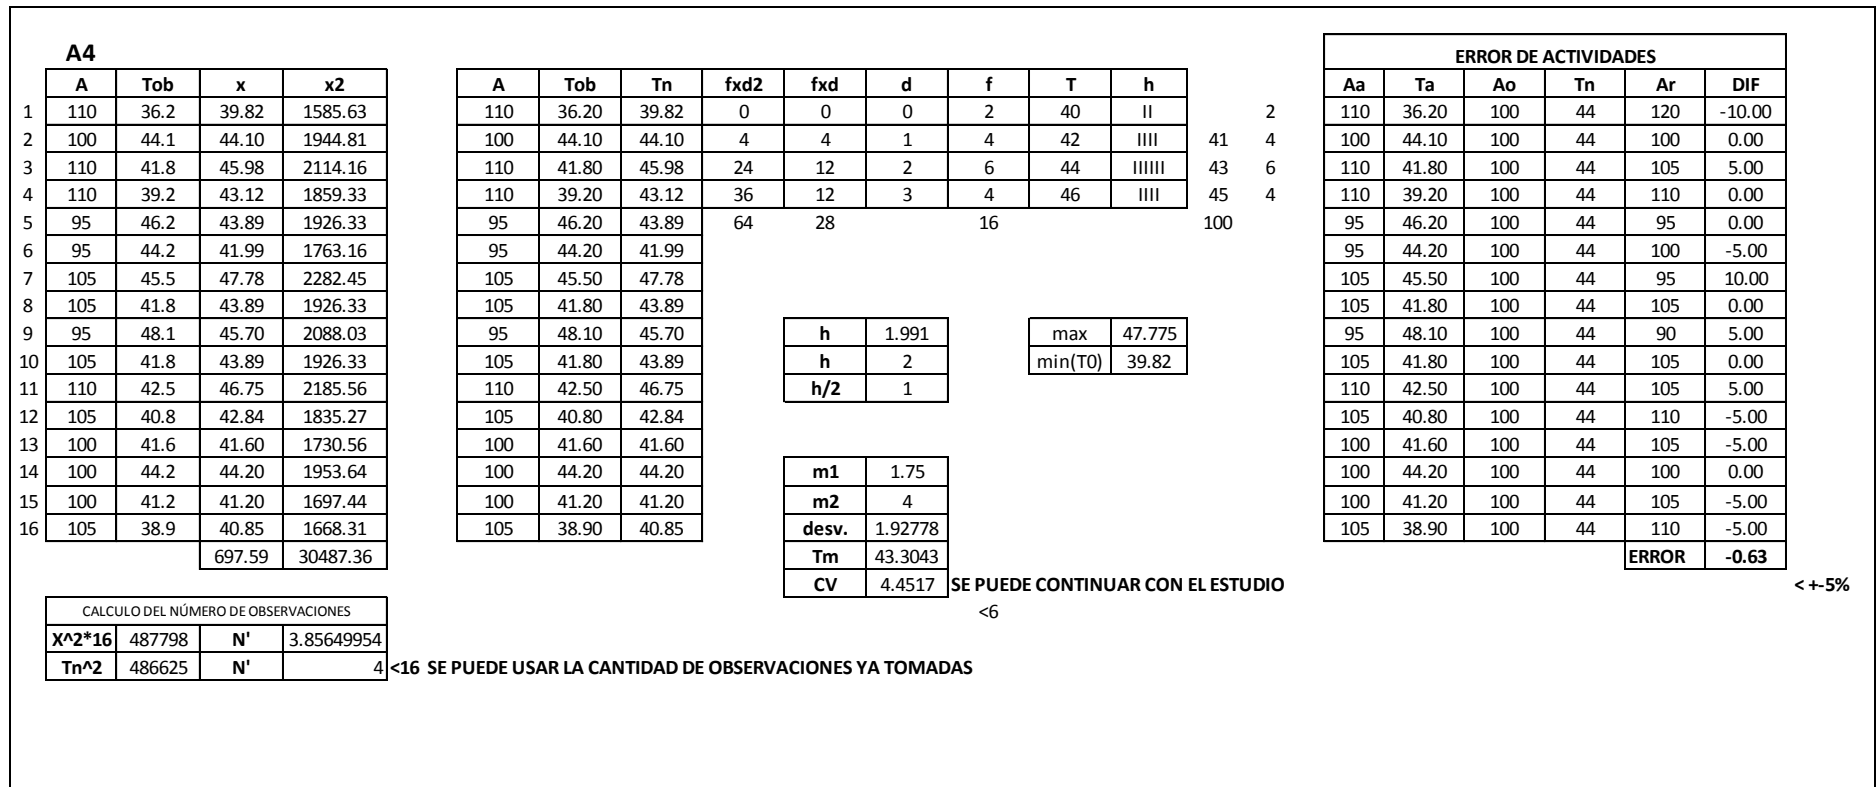 A4 ERROR DE ACTIVIDADES
A Tob x x2 A Tob Tn fxd2 fxd d f T h Aa Ta Ao Tn Ar DIF
1 110 36.2 39.82 1585.63 110 36.20 39.82 0 0 0 2 40 II 2 110 36.20 100 44 120 -10.00
2 100 44.1 44.10 1944.81 100 44.10 44.10 4 4 1 4 42 IIII 41 4 100 44.10 100 44 100 0.00
3 110 41.8 45.98 2114.16 110 41.80 45.98 24 12 2 6 44 IIIIII 43 6 110 41.80 100 44 105 5.00
4 110 39.2 43.12 1859.33 110 39.20 43.12 36 12 3 4 46 IIII 45 4 110 39.20 100 44 110 0.00
5 95 46.2 43.89 1926.33 95 46.20 43.89 64 28 16 100 95 46.20 100 44 95 0.00
6 95 44.2 41.99 1763.16 95 44.20 41.99 95 44.20 100 44 100 -5.00
7 105 45.5 47.78 2282.45 105 45.50 47.78 105 45.50 100 44 95 10.00
8 105 41.8 43.89 1926.33 105 41.80 43.89 105 41.80 100 44 105 0.00
9 95 48.1 45.70 2088.03 95 48.10 45.70 h 1.991 max 47.775 95 48.10 100 44 90 5.00
10 105 41.8 43.89 1926.33 105 41.80 43.89 h 2 min(T0) 39.82 105 41.80 100 44 105 0.00
11 110 42.5 46.75 2185.56 110 42.50 46.75 h/2 1 110 42.50 100 44 105 5.00
12 105 40.8 42.84 1835.27 105 40.80 42.84 105 40.80 100 44 110 -5.00
13 100 41.6 41.60 1730.56 100 41.60 41.60 100 41.60 100 44 105 -5.00
14 100 44.2 44.20 1953.64 100 44.20 44.20 m1 1.75 100 44.20 100 44 100 0.00
15 100 41.2 41.20 1697.44 100 41.20 41.20 m2 4 100 41.20 100 44 105 -5.00
16 105 38.9 40.85 1668.31 105 38.90 40.85 desv. 1.92778 105 38.90 100 44 110 -5.00
697.59 30487.36 Tm 43.3043 ERROR -0.63
CV 4.4517 SE PUEDE CONTINUAR CON EL ESTUDIO < +-5%
CALCULO DEL NÚMERO DE OBSERVACIONES <6
X^2*16 487798 N' 3.85649954
Tn^2 486625 N' 4 <16 SE PUEDE USAR LA CANTIDAD DE OBSERVACIONES YA TOMADAS